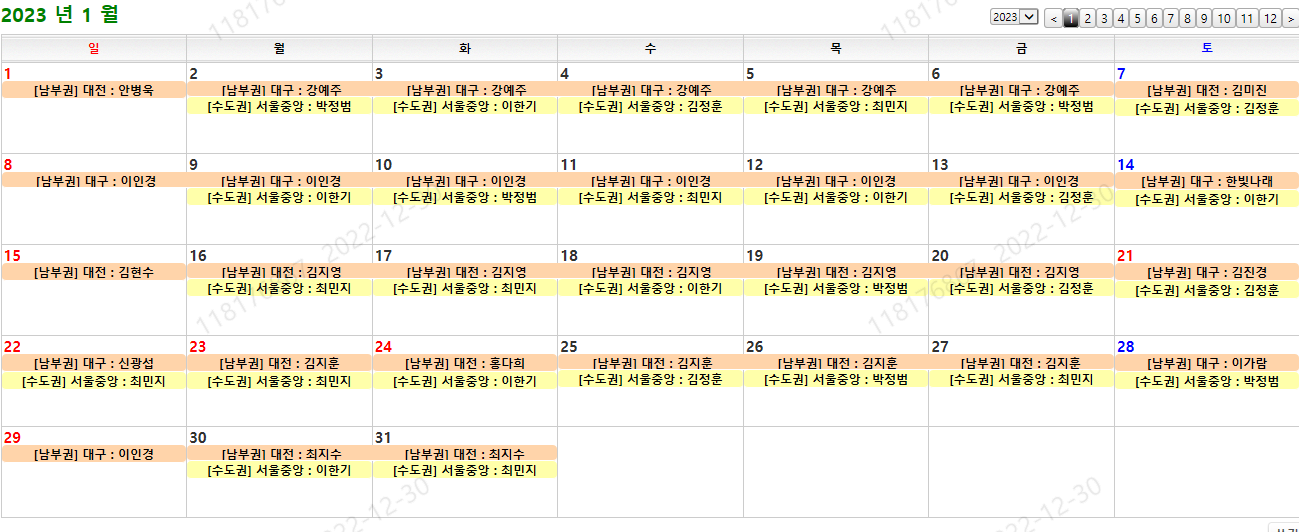 2023 년 1 월
2023 < 1 2 3 4 5 6 7 8 9 10 11 12 >
일 월 화 수 목 금 토
1 2 3 4 5 6 7
[남부권] 대전 : 안병욱 [남부권] 대구 : 강예주 [남부권] 대구 : 강예주 [남부권] 대구 : 강예주 [남부권] 대구 : 강예주 [남부권] 대구 : 강예주 [남부권] 대전 : 김미진
[수도권] 서울중앙 : 박정범 [수도권] 서울중앙 : 이한기 [수도권] 서울중앙 : 김정훈 [수도권] 서울중앙 : 최민지 [수도권] 서울중앙 : 박정범 [수도권] 서울중앙 : 김정훈
8 9 10 11 12 13 14
[남부권] 대구 : 이인경 [남부권] 대구 : 이인경 [남부권] 대구 : 이인경 [남부권] 대구 : 이인경 [남부권] 대구 : 이인경 [남부권] 대구 : 이인경 [남부권] 대구 : 한빛나래
[수도권] 서울중앙 : 이한기 [수도권] 서울중앙 : 박정범 [수도권] 서울중앙 : 최민지 [수도권] 서울중앙 : 이한기 [수도권] 서울중앙 : 김정훈 [수도권] 서울중앙 : 이한기
2022-12-30
15 16 17 18 19 20 21
[남부권] 대전 : 김현수 [남부권] 대전 : 김지영 [남부권] 대전 : 김지영 [남부권] 대전 : 김지영 [남부권] 대전 : 김지영 [남부권] 대전 : 김지영 [남부권] 대구 : 김진경
[수도권] 서울중앙 : 최민지 [수도권] 서울중앙 : 최민지 [수도권] 서울중앙 : 이한기 [수도권] 서울중앙 : 박정범 [수도권] 서울중앙 : 김정훈 [수도권] 서울중앙 : 김정훈
22 23 24 25 26 27 28
[남부권] 대구 : 신광섭 [남부권] 대전 : 김지훈 [남부권] 대전 : 홍다희 [남부권] 대전 : 김지훈 [남부권] 대전 : 김지훈 [남부권] 대전 : 김지훈 [남부권] 대구 : 이가람
[수도권] 서울중앙 : 최민지 [수도권] 서울중앙 : 최민지 [수도권] 서울중앙 : 이한기 [수도권] 서울중앙 : 김정훈 [수도권] 서울중앙 : 박정범 [수도권] 서울중앙 : 최민지 [수도권] 서울중앙 : 박정범
29 30 31
[남부권] 대구 : 이인경 [남부권] 대전 : 최지수 [남부권] 대전 : 최지수
[수도권] 서울중앙 : 이한기 [수도권] 서울중앙 : 최민지